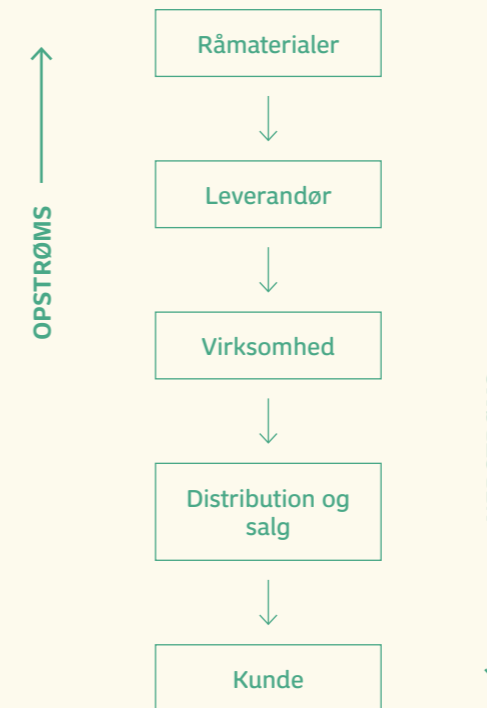 Råmaterialer
Leverandør
OPSTRØMS
Virksomhed
Distribution og
salg
Kunde